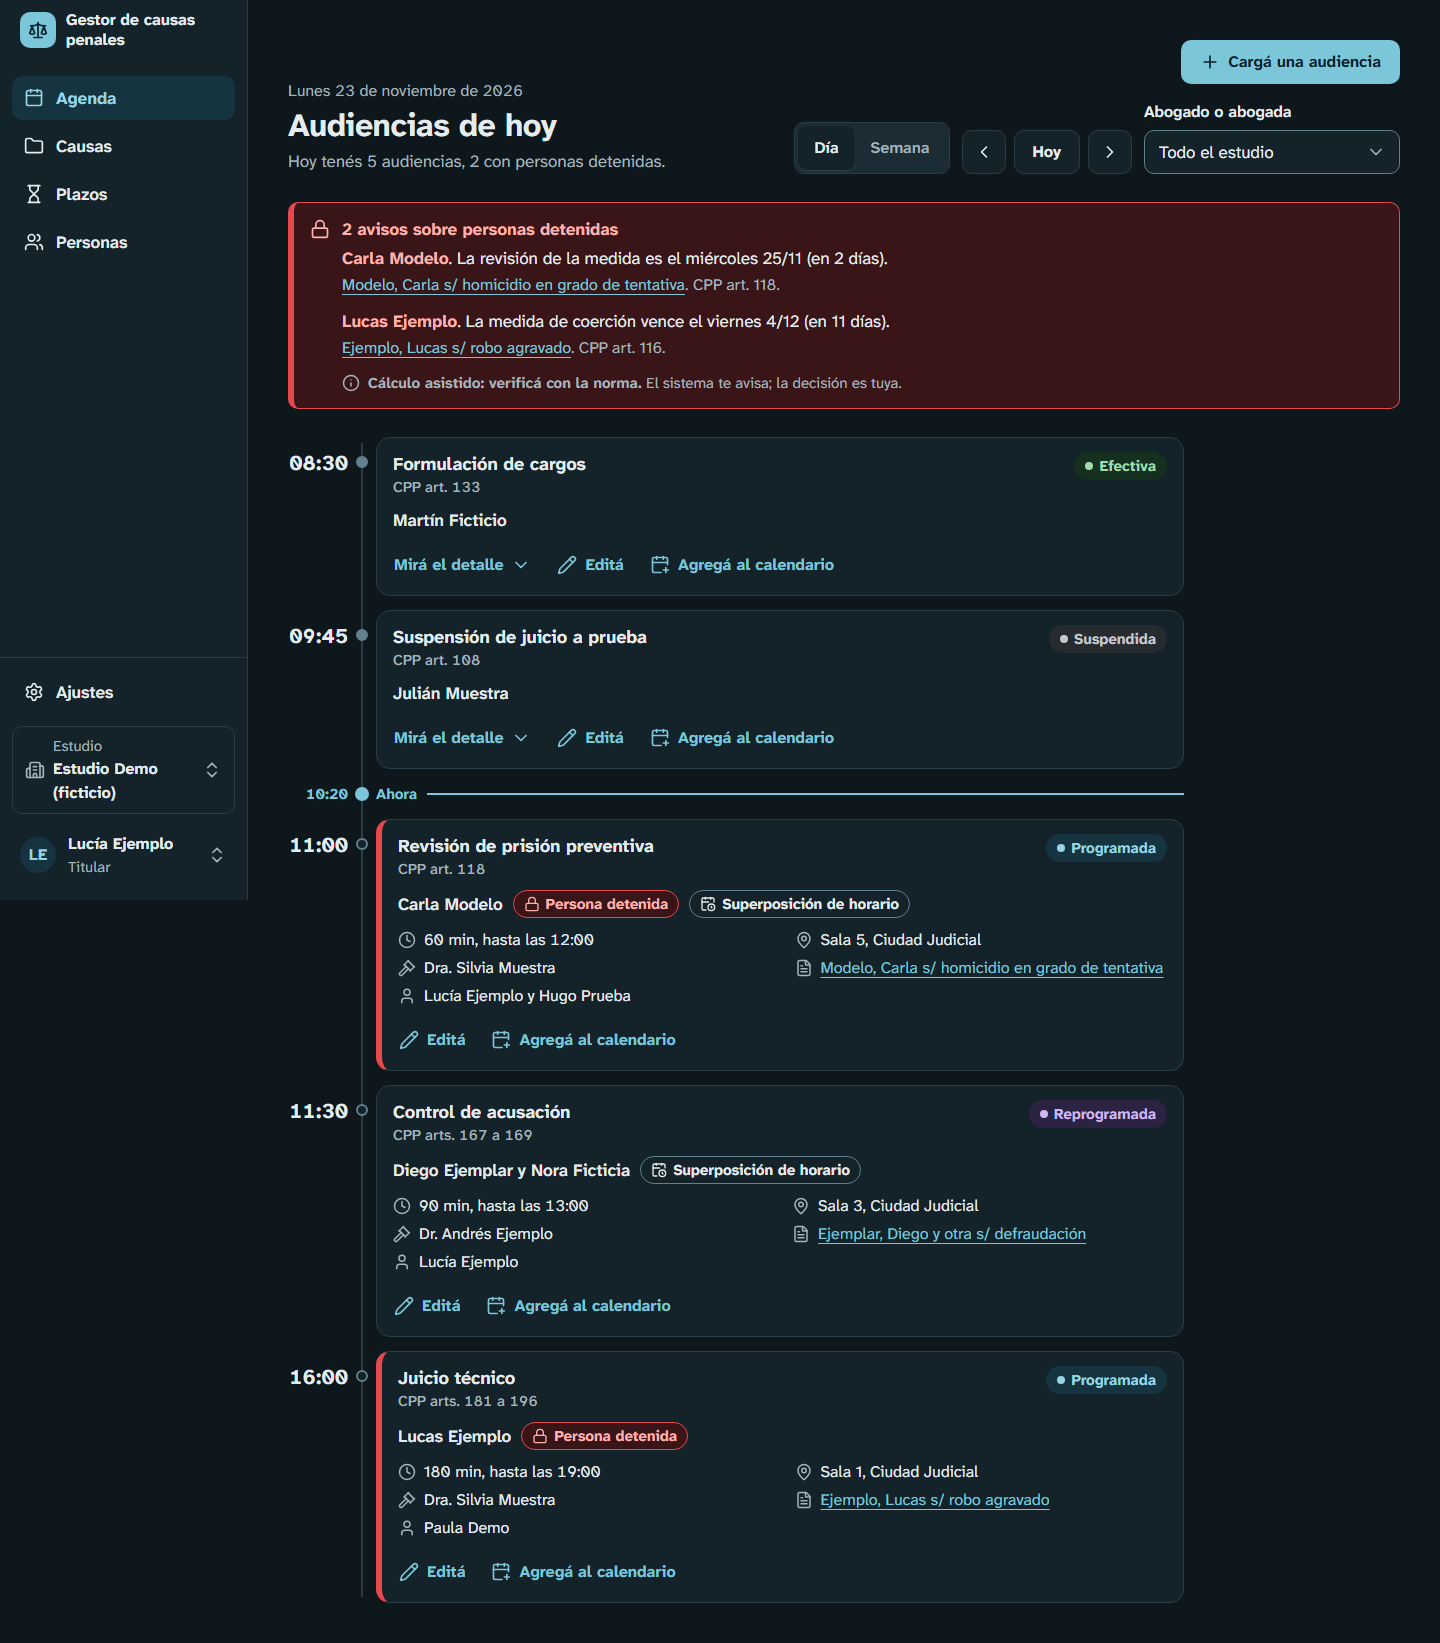 Gestor de causas
penales
Agenda
Causas
Plazos
Personas
Ajustes
Estudio
Estudio Demo
(ficticio)
LE
Lucía Ejemplo
Titular
Cargá una audiencia
Lunes 23 de noviembre de 2026
Audiencias de hoy
Hoy tenés 5 audiencias, 2 con personas detenidas.
Día
Semana
Hoy
Abogado o abogada
Todo el estudio
2 avisos sobre personas detenidas
Carla Modelo. La revisión de la medida es el miércoles 25/11 (en 2 días).
Modelo, Carla s/ homicidio en grado de tentativa. CPP art. 118.
Lucas Ejemplo. La medida de coerción vence el viernes 4/12 (en 11 días).
Ejemplo, Lucas s/ robo agravado. CPP art. 116.
Cálculo asistido: verificá con la norma. El sistema te avisa; la decisión es tuya.
08:30
Formulación de cargos
Efectiva
CPP art. 133
Martín Ficticio
Mirá el detalle
Editá
Agregá al calendario
09:45
Suspensión de juicio a prueba
Suspendida
CPP art. 108
Julián Muestra
Mirá el detalle
Editá
Agregá al calendario
10:20
Ahora
11:00
Revisión de prisión preventiva
Programada
CPP art. 118
Carla Modelo
Persona detenida
Superposición de horario
60 min, hasta las 12:00
Sala 5, Ciudad Judicial
Dra. Silvia Muestra
Modelo, Carla s/ homicidio en grado de tentativa
Lucía Ejemplo y Hugo Prueba
Editá
Agregá al calendario
11:30
Control de acusación
Reprogramada
CPP arts. 167 a 169
Diego Ejemplar y Nora Ficticia
Superposición de horario
90 min, hasta las 13:00
Sala 3, Ciudad Judicial
Dr. Andrés Ejemplo
Ejemplar, Diego y otra s/ defraudación
Lucía Ejemplo
Editá
Agregá al calendario
16:00
Juicio técnico
Programada
CPP arts. 181 a 196
Lucas Ejemplo
Persona detenida
180 min, hasta las 19:00
Sala 1, Ciudad Judicial
Dra. Silvia Muestra
Ejemplo, Lucas s/ robo agravado
Paula Demo
Editá
Agregá al calendario